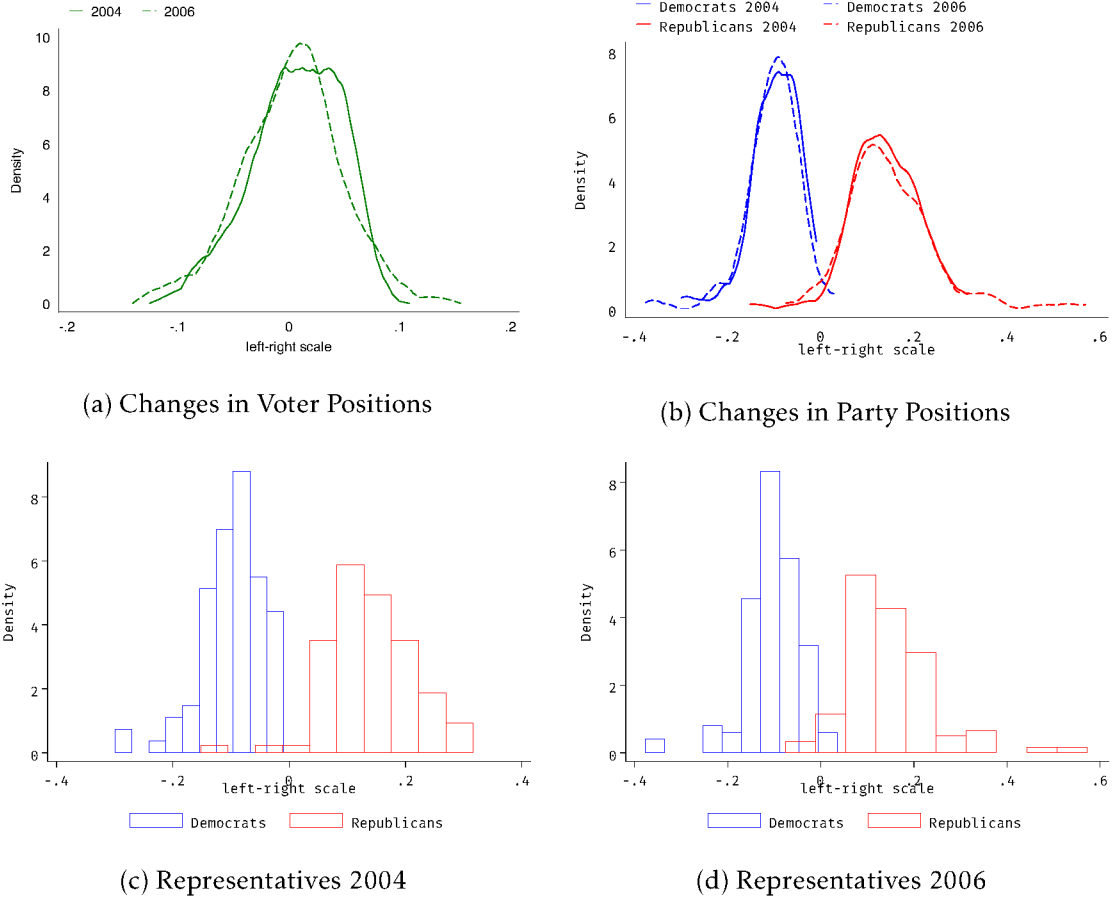 2004 2006
10
8
6
4
2
0
Density
-.2 -.1 0 .1 .2
left-right scale
(a) Changes in Voter Positions
Democrats 2004 Democrats 2006
Republicans 2004 Republicans 2006
8
6
4
2
0
Density
-.4 -.2 0 .2 .4 .6
left-right scale
(b) Changes in Party Positions
8
6
4
2
0
Density
-.4 -.2 0 .2 .4
left-right scale
Democrats Republicans
(c) Representatives 2004
8
6
4
2
0
Density
-.4 -.2 0 .2 .4 .6
left-right scale
Democrats Republicans
(d) Representatives 2006